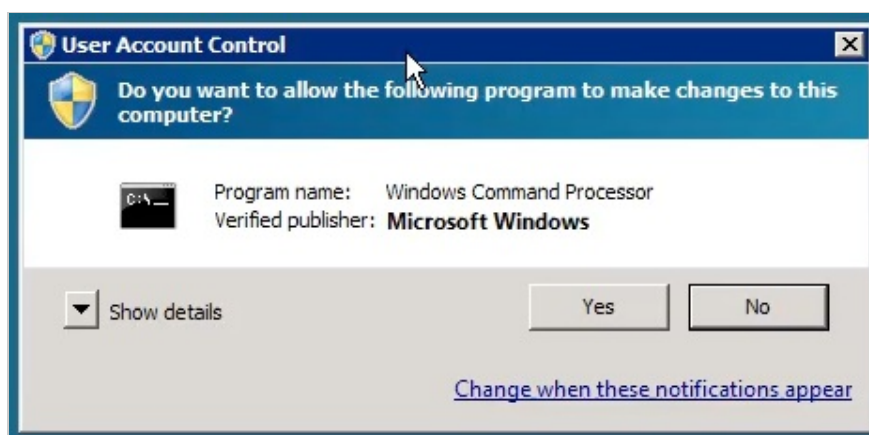 User Account Control
Do you want to allow the following program to make changes to this
computer?
C:\_
Program name: Windows Command Processor
Verified publisher: Microsoft Windows
Show details
Yes
No
Change when these notifications appear